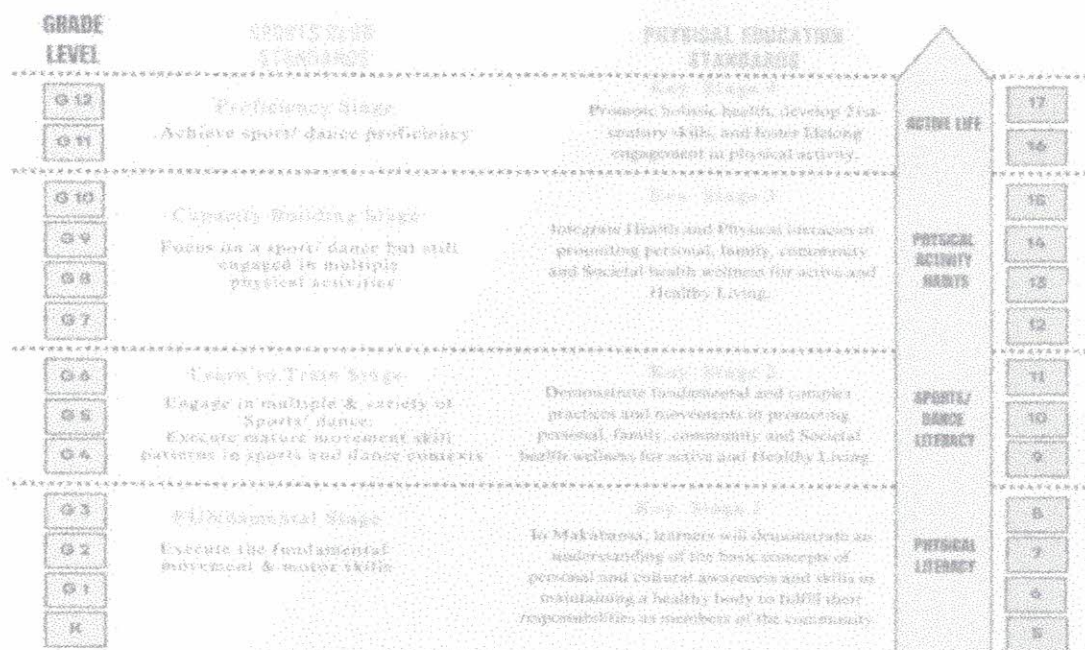 GRADE
LEVEL
SPORTS CLUB
STANDARDS
PHYSICAL EDUCATION
STANDARDS
G 12
G 11
Proficiency Stage
Achieve sport/ dance proficiency
Key Stage 4
Promote holistic health, develop 21st
century skills, and foster lifelong
engagement in physical activity.
ACTIVE LIFE
17
16
G 10
G 9
G 8
G 7
Capacity Building Stage
Focus on a sport/ dance but still
engaged in multiple
physical activities
Key Stage 3
Integrate Health and Physical literacies in
promoting personal, family, community
and Societal health wellness for active and
Healthy Living.
PHYSICAL
ACTIVITY
HABITS
15
14
13
12
G 6
G 5
G 4
Learn to Train Stage
Engage in multiple & variety of
Sports/ dance;
Execute mature movement skill
patterns in sports and dance contexts
Key Stage 2
Demonstrate fundamental and complex
practices and movements in promoting
personal, family, community and Societal
health wellness for active and Healthy Living
SPORTS/
DANCE
LITERACY
11
10
9
G 3
G 2
G 1
K
FUNdamental Stage
Execute the fundamental
movement & motor skills
Key Stage 1
In Makabansa, learners will demonstrate an
understanding of the basic concepts of
personal and cultural awareness and skills in
maintaining a healthy body to fulfill their
responsibilities as members of the community
PHYSICAL
LITERACY
8
7
6
5